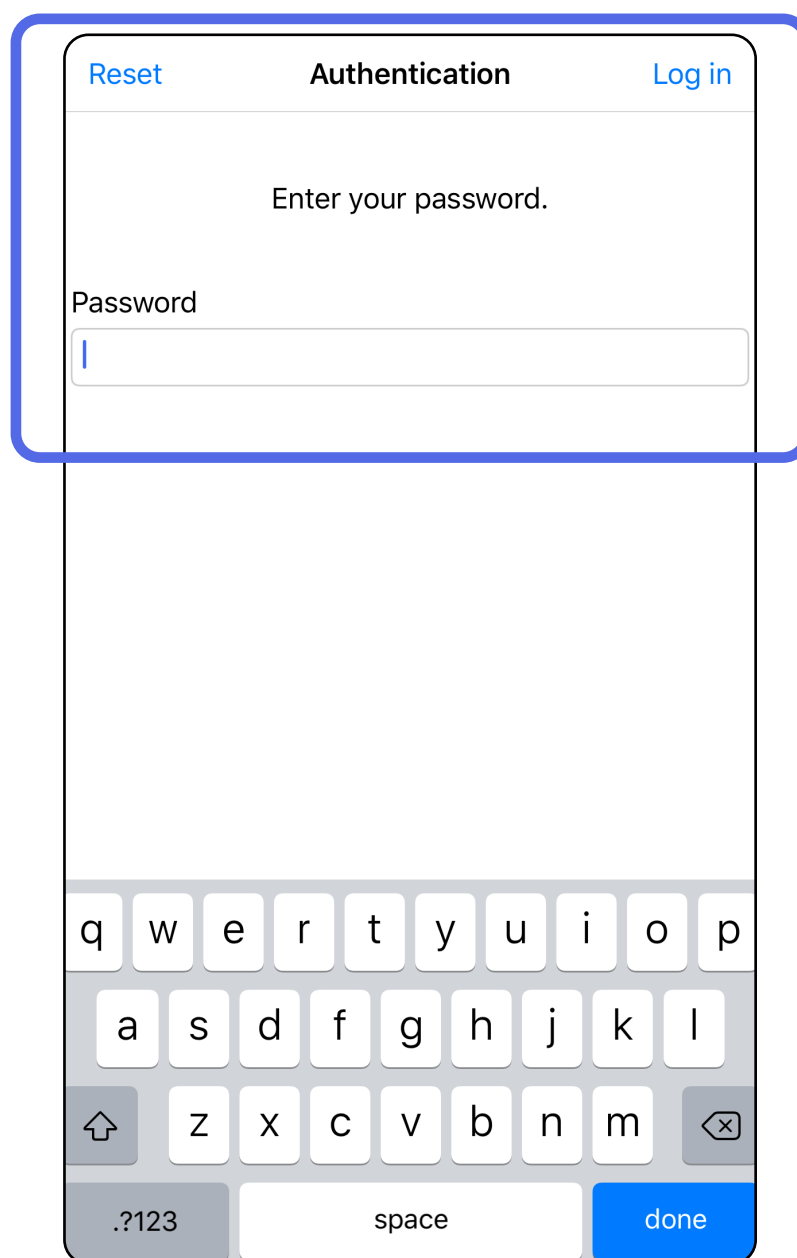 Reset Authentication Log in
Enter your password.
Password
q w e r t y u i o p
a s d f g h j k l
z x c v b n m
.?123 space done